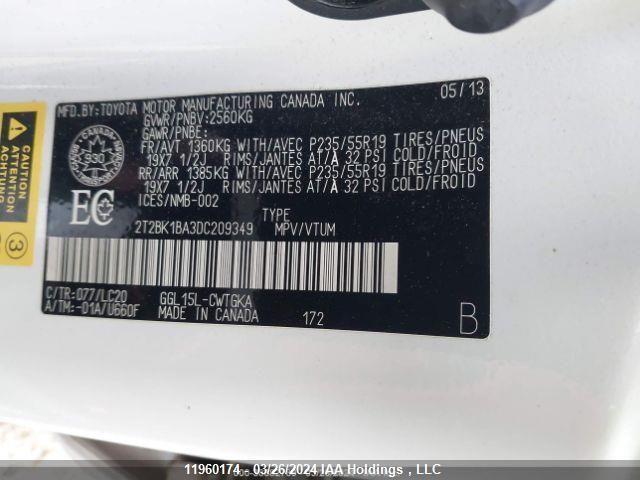 MFD.BY:TOYOTA MOTOR MANUFACTURING CANADA INC. 05/13
GVWR/PNBV:2560KG
GAWR/PNBE:
FR/AVT 1360KG WITH/AVEC P235/55R19 TIRES/PNEUS
19X7 1/2J RIMS/JANTES AT/À 32 PSI COLD/FROID
RR/ARR 1385KG WITH/AVEC P235/55R19 TIRES/PNEUS
19X7 1/2J RIMS/JANTES AT/À 32 PSI COLD/FROID
ICES/NMB-002
CANADA
930
EC
TYPE
2T2BK1BA3DC209349 MPV/VTUM
C/TR:077/LC20 GGL15L-CWTGKA
A/TM:-01A/U660F MADE IN CANADA 172 B
3
11960174 - 03/26/2024 IAA Holdings , LLC